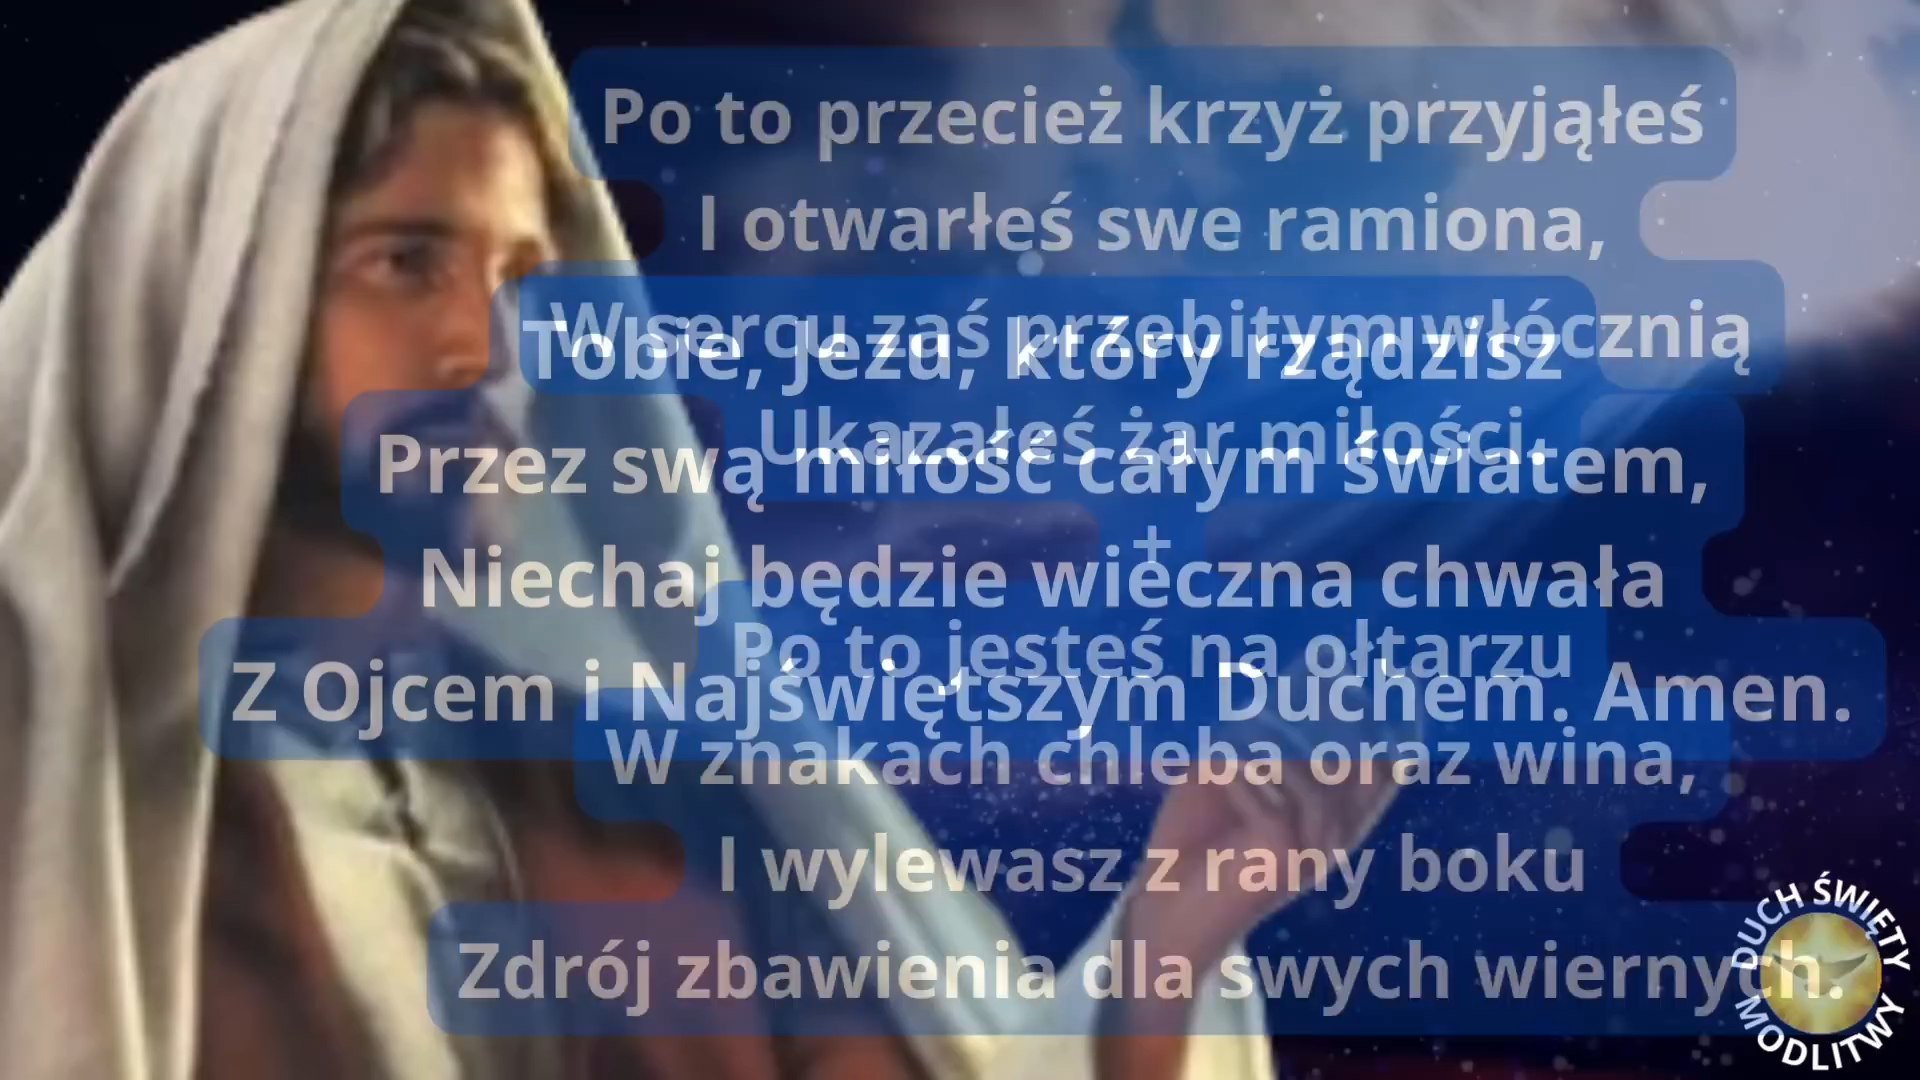 Po to przecież krzyż przyjąłeś
I otwarłeś swe ramiona,
W sercu zaś przebitym włócznią
Ukazałeś żar miłości.
+
Po to jesteś na ołtarzu
W znakach chleba oraz wina,
I wylewasz z rany boku
Zdrój zbawienia dla swych wiernych.
Tobie, Jezu, który rządzisz
Przez swą miłość całym światem,
Niechaj będzie wieczna chwała
Z Ojcem i Najświętszym Duchem. Amen.
DUCH ŚWIĘTY
MODLITWY